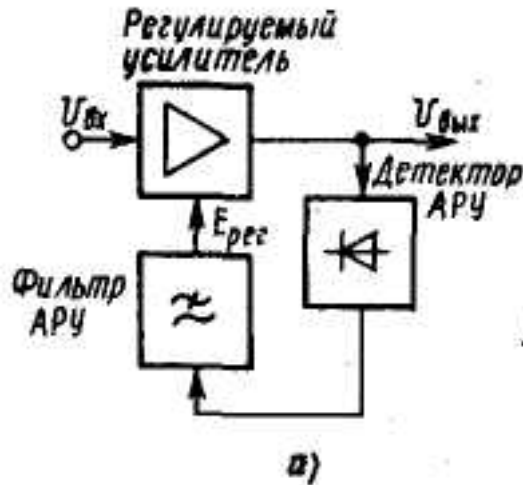 Регулируемый
усилитель
Uвх
Uвых
Детектор
АРУ
Eрег
Фильтр
АРУ
а)